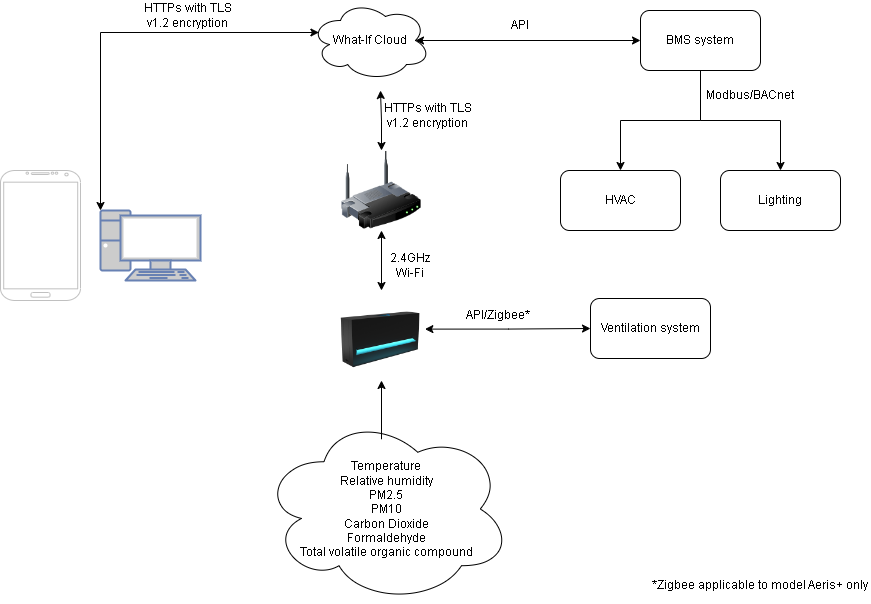 HTTPs with TLS
v1.2 encryption
What-If Cloud
API
BMS system
Modbus/BACnet
HTTPs with TLS
v1.2 encryption
HVAC
Lighting
2.4GHz
Wi-Fi
API/Zigbee*
Ventilation system
Temperature
Relative humidity
PM2.5
PM10
Carbon Dioxide
Formaldehyde
Total volatile organic compound
*Zigbee applicable to model Aeris+ only